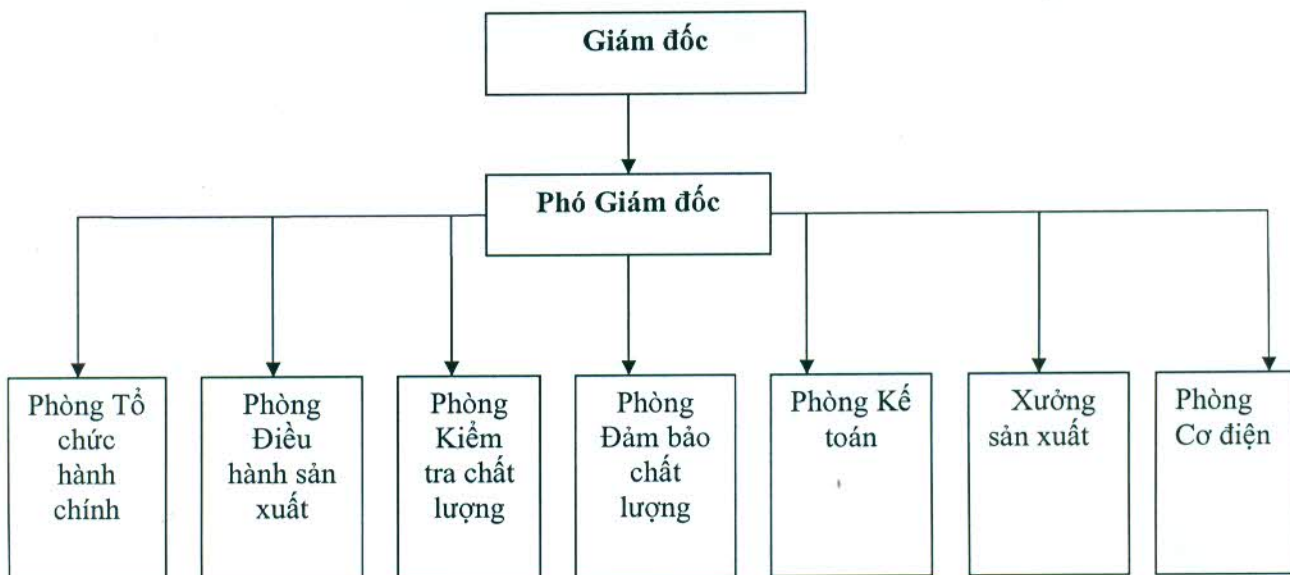 Giám đốc
Phó Giám đốc
Phòng Tổ
chức
hành
chính
Phòng
Điều
hành sản
xuất
Phòng
Kiểm
tra chất
lượng
Phòng
Đảm bảo
chất
lượng
Phòng Kế
toán
Xưởng
sản xuất
Phòng
Cơ điện